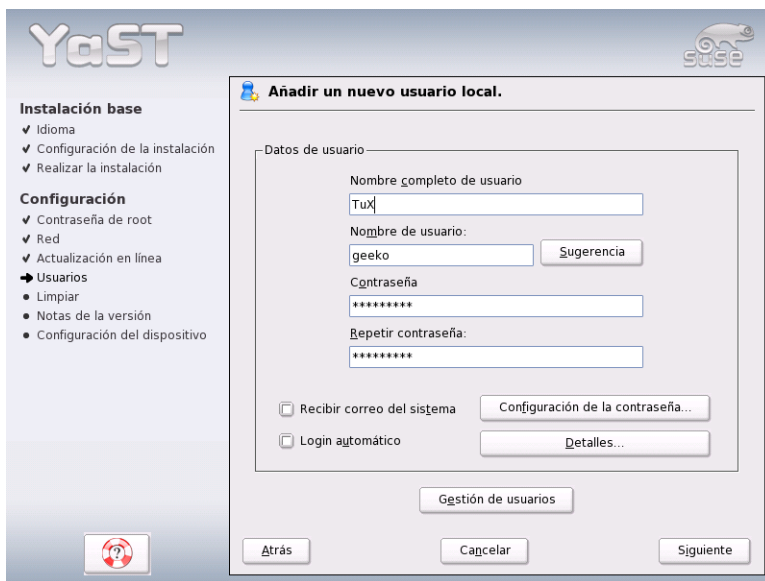 YaST
suse
Instalación base
Idioma
Configuración de la instalación
Realizar la instalación
Configuración
Contraseña de root
Red
Actualización en línea
Usuarios
Limpiar
Notas de la versión
Configuración del dispositivo
Añadir un nuevo usuario local.
Datos de usuario
Nombre completo de usuario
TuX
Nombre de usuario:
geeko
Sugerencia
Contraseña
*********
Repetir contraseña:
*********
Recibir correo del sistema
Configuración de la contraseña...
Login automático
Detalles...
Gestión de usuarios
?
Atrás
Cancelar
Siguiente